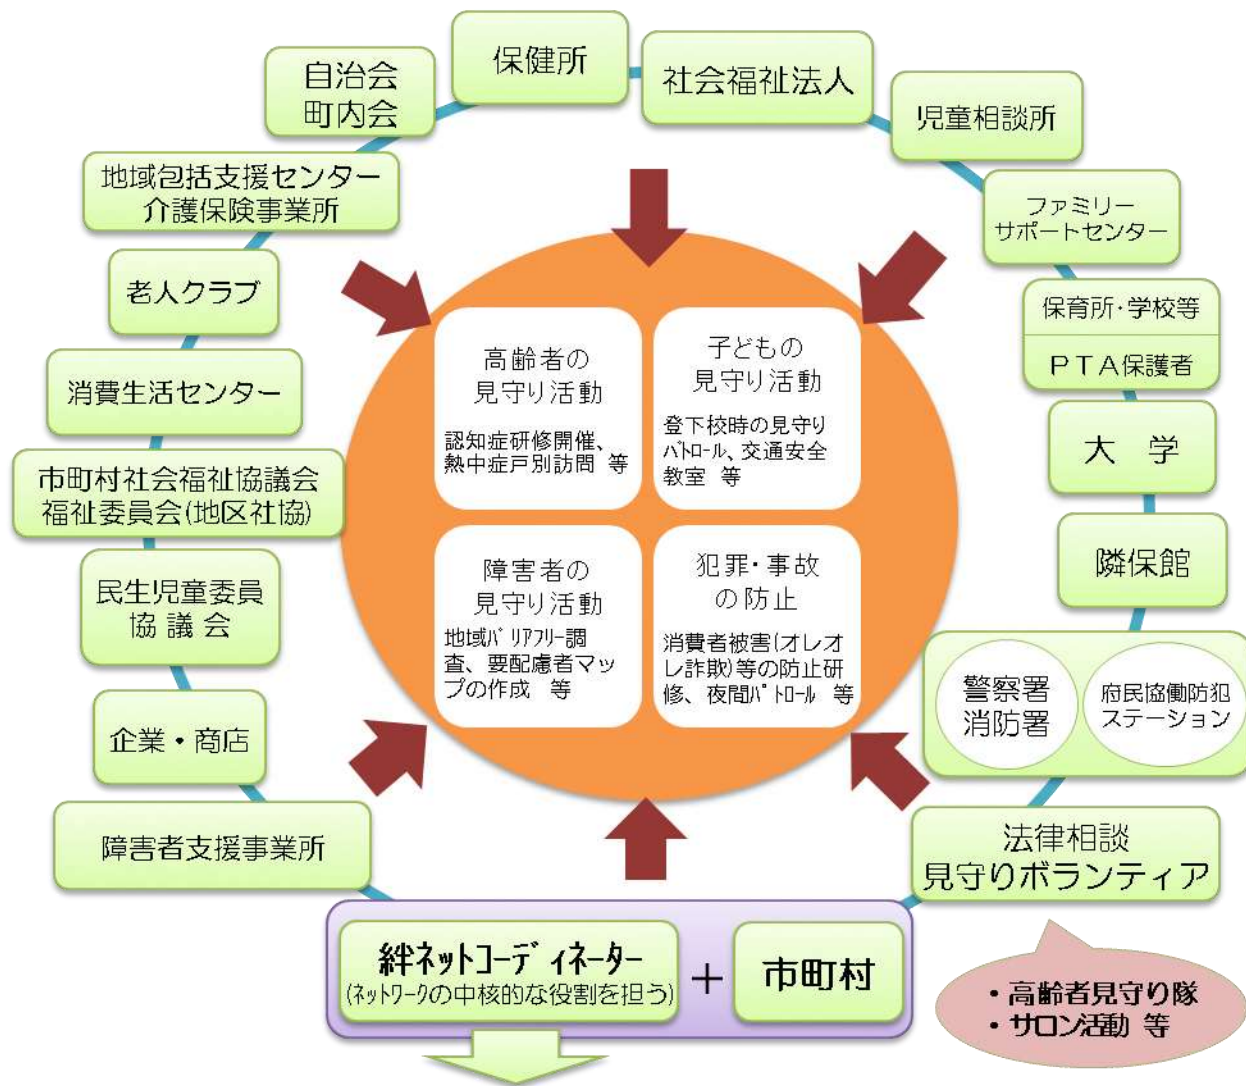 保健所
自治会
町内会
社会福祉法人
児童相談所
地域包括支援センター
介護保険事業所
ファミリー
サポートセンター
老人クラブ
保育所・学校等
PTA保護者
消費生活センター
大 学
市町村社会福祉協議会
福祉委員会(地区社協)
隣保館
民生児童委員
協 議 会
警察署
消防署
府民協働防犯
ステーション
企業・商店
障害者支援事業所
法律相談
見守りボランティア
高齢者の
見守り活動
認知症研修開催、
熱中症戸別訪問 等
子どもの
見守り活動
登下校時の見守り
パトロール、交通安全
教室 等
障害者の
見守り活動
地域バリアフリー調
査、要配慮者マッ
プの作成 等
犯罪・事故
の防止
消費者被害(オレオ
レ詐欺)等の防止研
修、夜間パトロール 等
絆ネットコーディネーター
(ネットワークの中核的な役割を担う)
+
市町村
・高齢者見守り隊
・サロン活動 等